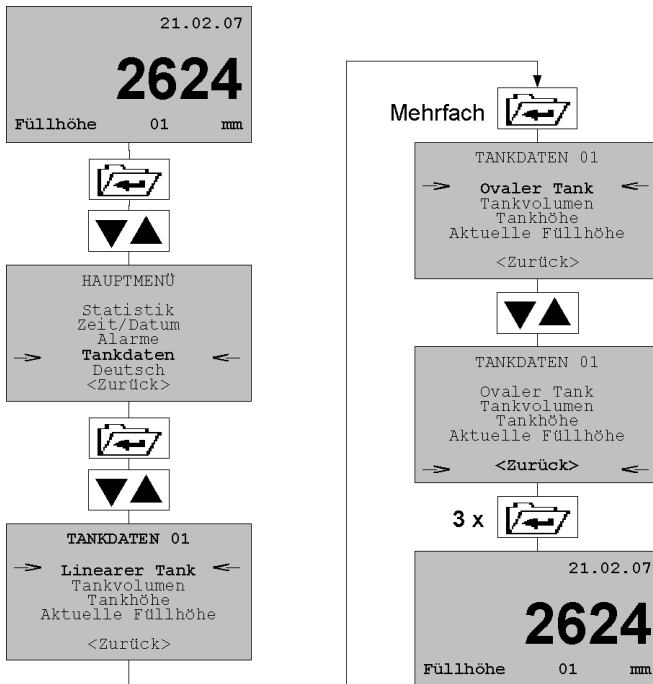 21.02.07
2624
Füllhöhe 01 mm
HAUPTMENÜ
Statistik
Zeit/Datum
Alarme
Tankdaten
Deutsch
<Zurück>
TANKDATEN 01
Linearer Tank
Tankvolumen
Tankhöhe
Aktuelle Füllhöhe
<Zurück>
Mehrfach
TANKDATEN 01
Ovaler Tank
Tankvolumen
Tankhöhe
Aktuelle Füllhöhe
<Zurück>
TANKDATEN 01
Ovaler Tank
Tankvolumen
Tankhöhe
Aktuelle Füllhöhe
<Zurück>
3 x
21.02.07
2624
Füllhöhe 01 mm